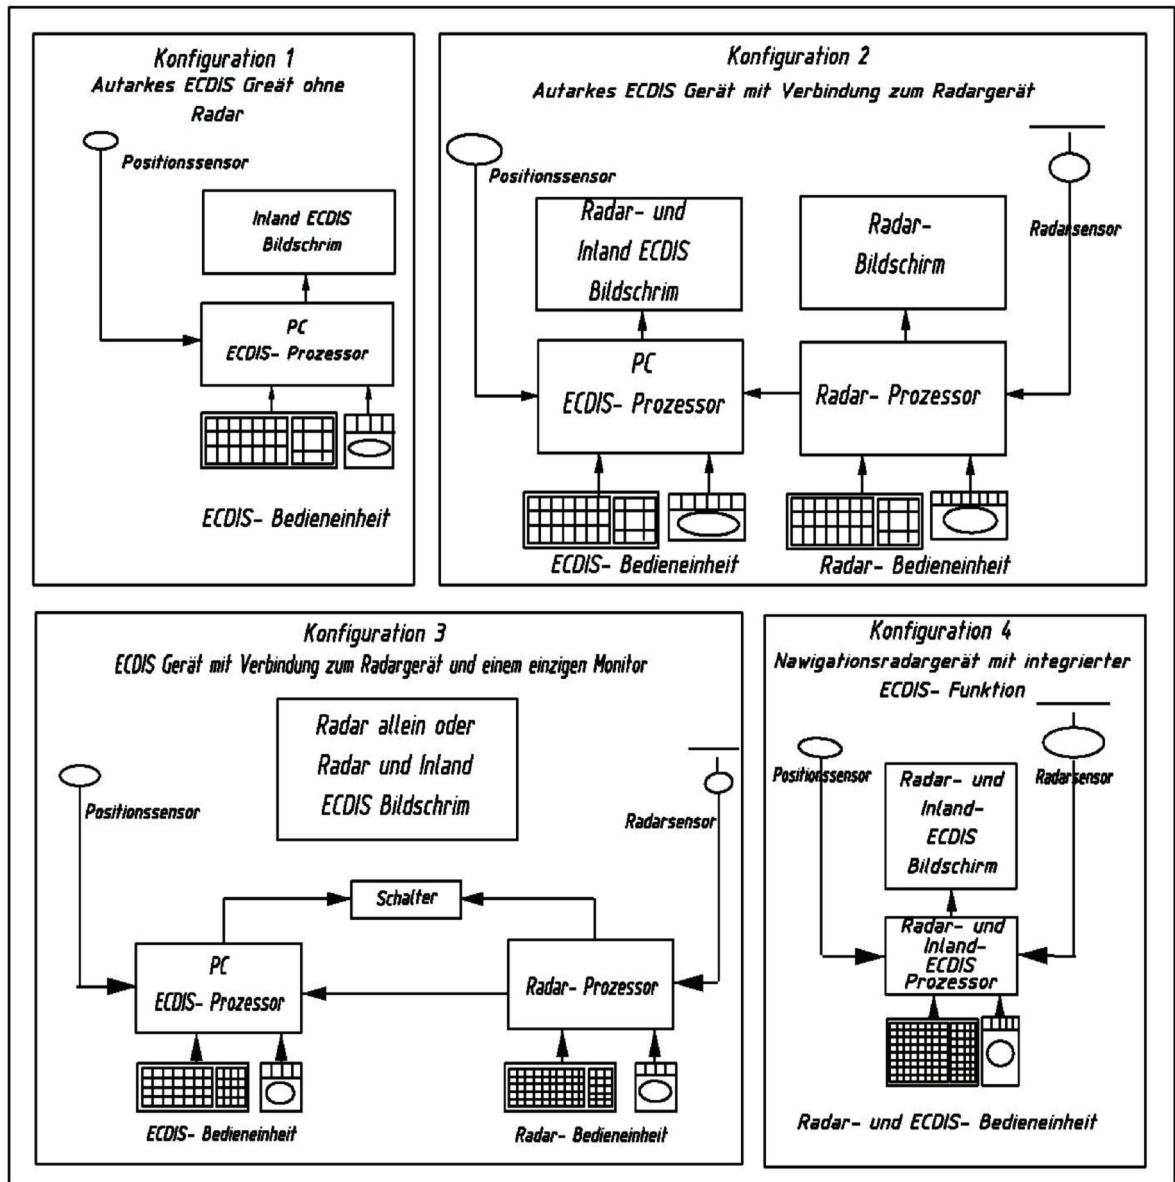 Konfiguration 1
Autarkes ECDIS Greät ohne
Radar
Positionssensor
Inland ECDIS
Bildschrim
PC
ECDIS- Prozessor
ECDIS- Bedieneinheit
Konfiguration 2
Autarkes ECDIS Gerät mit Verbindung zum Radargerät
Positionssensor
Radar- und
Inland ECDIS
Bildschrim
Radar-
Bildschirm
Radarsensor
PC
ECDIS- Prozessor
Radar- Prozessor
ECDIS- Bedieneinheit
Radar- Bedieneinheit
Konfiguration 3
ECDIS Gerät mit Verbindung zum Radargerät und einem einzigen Monitor
Radar allein oder
Radar und Inland
ECDIS Bildschrim
Positionssensor
Radarsensor
Schalter
PC
ECDIS- Prozessor
Radar- Prozessor
ECDIS- Bedieneinheit
Radar- Bedieneinheit
Konfiguration 4
Nawigationsradargerät mit integrierter
ECDIS- Funktion
Positionssensor
Radarsensor
Radar- und
Inland-
ECDIS
Bildschirm
Radar- und
Inland-
ECDIS
Prozessor
Radar- und ECDIS- Bedieneinheit